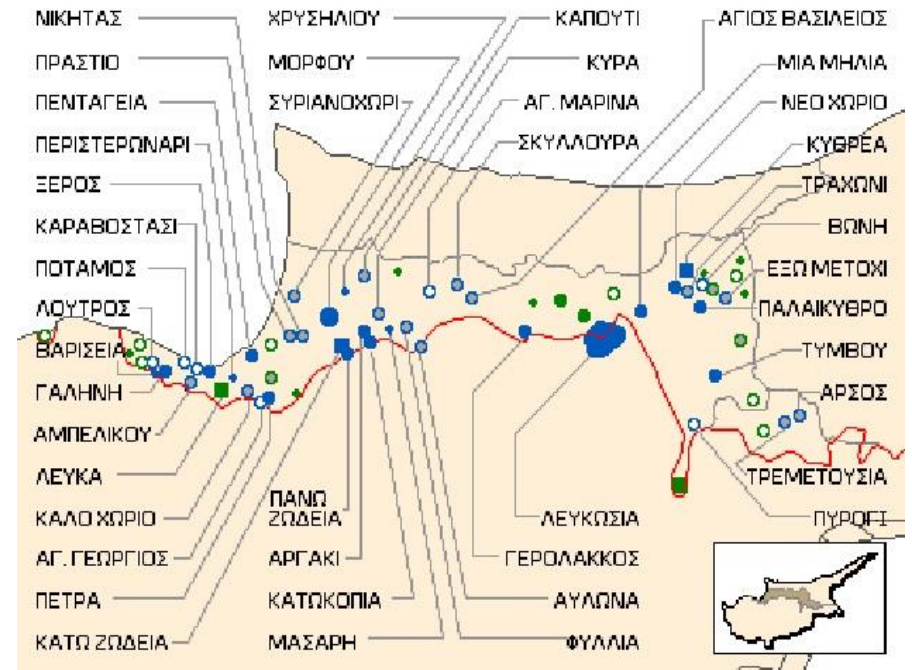 ΝΙΚΗΤΑΣ
ΠΡΑΣΤΙΟ
ΠΕΝΤΑΓΕΙΑ
ΠΕΡΙΣΤΕΡΩΝΑΡΙ
ΞΕΡΟΣ
ΚΑΡΑΒΟΣΤΑΣΙ
ΠΟΤΑΜΟΣ
ΛΟΥΤΡΟΣ
ΒΑΡΙΣΕΙΑ
ΓΑΛΗΝΗ
ΑΜΠΕΛΙΚΟΥ
ΛΕΥΚΑ
ΚΑΛΟ ΧΩΡΙΟ
ΑΓ. ΓΕΩΡΓΙΟΣ
ΠΕΤΡΑ
ΚΑΤΩ ΖΩΔΕΙΑ
ΧΡΥΣΗΛΙΟΥ
ΜΟΡΦΟΥ
ΣΥΡΙΑΝΟΧΩΡΙ
ΠΑΝΩ
ΖΩΔΕΙΑ
ΑΡΓΑΚΙ
ΚΑΤΩΚΟΠΙΑ
ΜΑΣΑΡΗ
ΚΑΠΟΥΤΙ
ΚΥΡΑ
ΑΓ. ΜΑΡΙΝΑ
ΣΚΥΛΛΟΥΡΑ
ΛΕΥΚΩΣΙΑ
ΓΕΡΟΛΑΚΚΟΣ
ΑΥΛΩΝΑ
ΦΥΛΛΙΑ
ΑΓΙΟΣ ΒΑΣΙΛΕΙΟΣ
ΜΙΑ ΜΗΛΙΑ
ΝΕΟ ΧΩΡΙΟ
ΚΥΘΡΕΑ
ΤΡΑΧΩΝΙ
ΒΩΝΗ
ΕΞΩ ΜΕΤΟΧΙ
ΠΑΛΑΙΚΥΘΡΟ
ΤΥΜΒΟΥ
ΑΡΣΟΣ
ΤΡΕΜΕΤΟΥΣΙΑ
ΠΥΡΟΓΙ